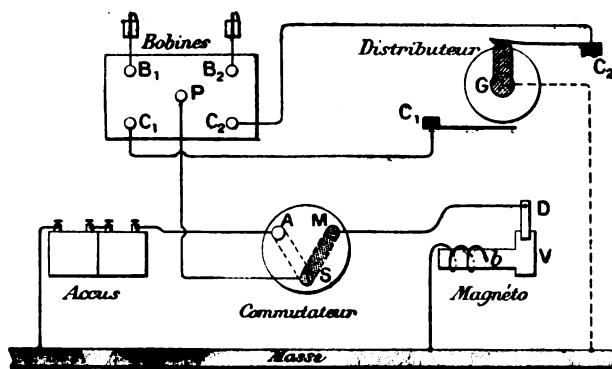 Bobines
Distributeur
B1
B2
P
C1
C2
G
C2
C1
A
M
S
D
V
b
Accus
Commutateur
Magnéto
Masse